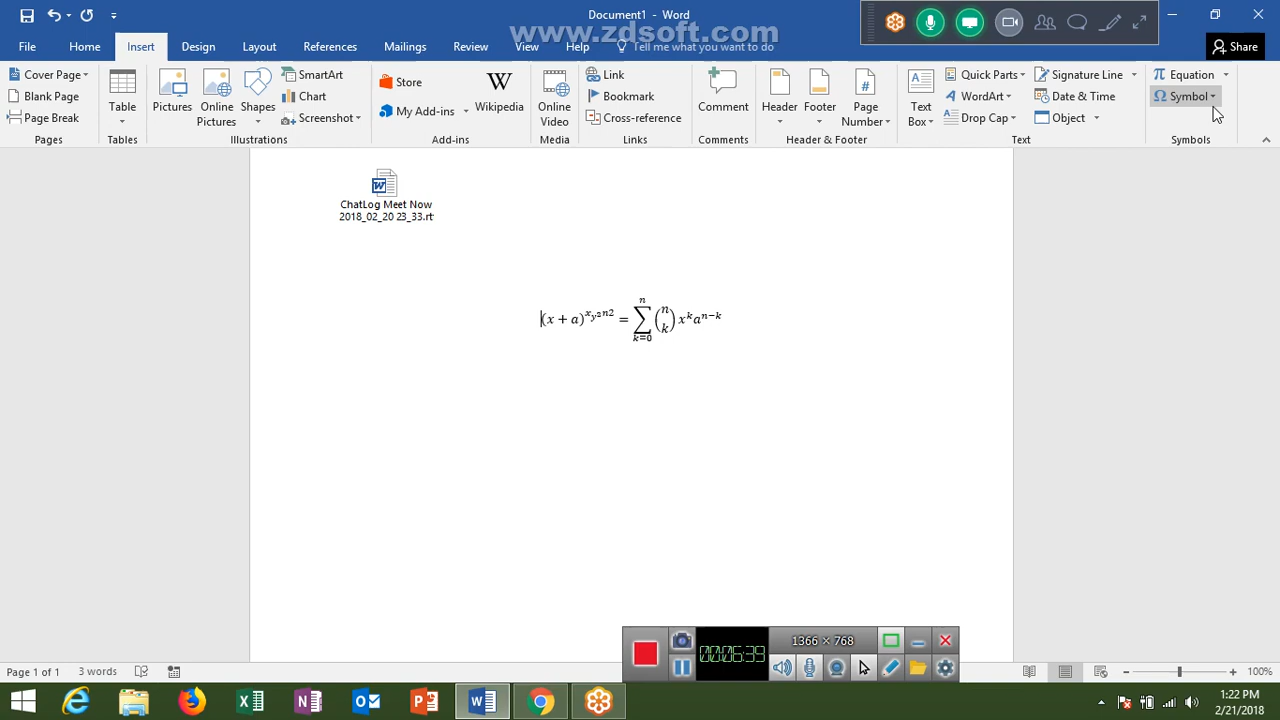 Document1 - Word
www.zdsoft.com
File Home Insert Design Layout References Mailings Review View Help Tell me what you want to do Share
Cover Page
Blank Page
Page Break
Pages
Table
Tables
Pictures
Online Pictures
Shapes
SmartArt
Chart
Screenshot
Illustrations
Store
My Add-ins
Wikipedia
Add-ins
Online Video
Media
Link
Bookmark
Cross-reference
Links
Comment
Comments
Header
Footer
Page Number
Header & Footer
Text Box
Quick Parts
WordArt
Drop Cap
Signature Line
Date & Time
Object
Text
Equation
Symbol
Symbols
ChatLog Meet Now
2018_02_20 23_33.rt
(x + a)^{x_{y^2}n2} = \sum_{k=0}^{n} \binom{n}{k} x^k a^{n-k}
1366 × 768
00:06:39
Page 1 of 1 3 words 100%
1:22 PM
2/21/2018